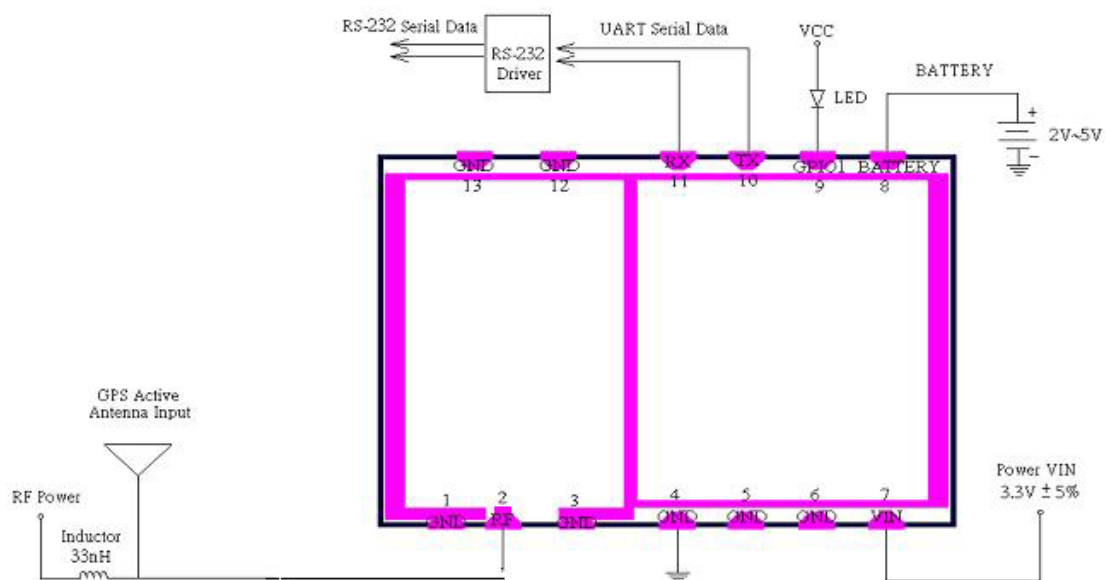 RS-232 Serial Data
RS-232
Driver
UART Serial Data
VCC
LED
BATTERY
+
2V~5V
-
GND
GND
RX
TX
GPIO1
BATTERY
13
12
11
10
9
8
GPS Active
Antenna Input
RF Power
Inductor
33nH
1
2
3
4
5
6
7
GND
RF
GND
GND
GND
GND
VIN
Power VIN
3.3V ± 5%